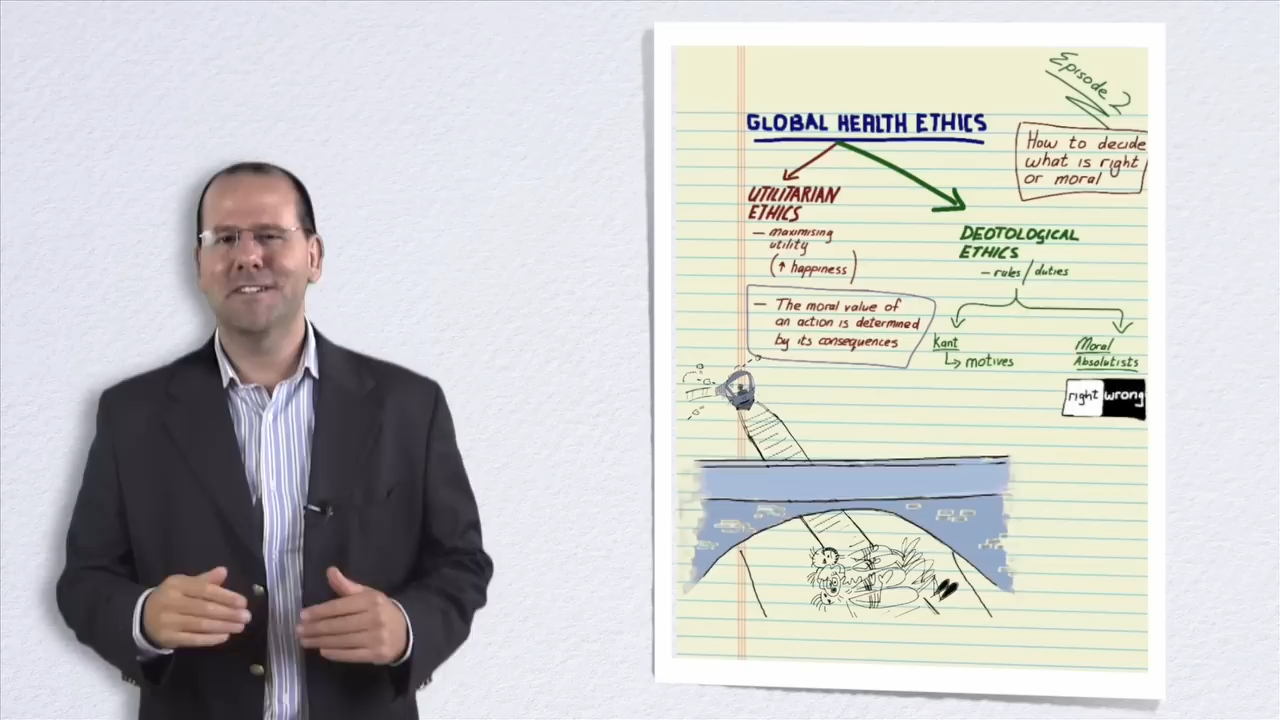 Episode 2
GLOBAL HEALTH ETHICS
How to decide
what is right
or moral
UTILITARIAN
ETHICS
— maximising
utility
(↑ happiness)
— The moral value of
an action is determined
by its consequences
DEOTOLOGICAL
ETHICS
– rules/duties
Kant
↳ motives
Moral
Absolutists
right wrong